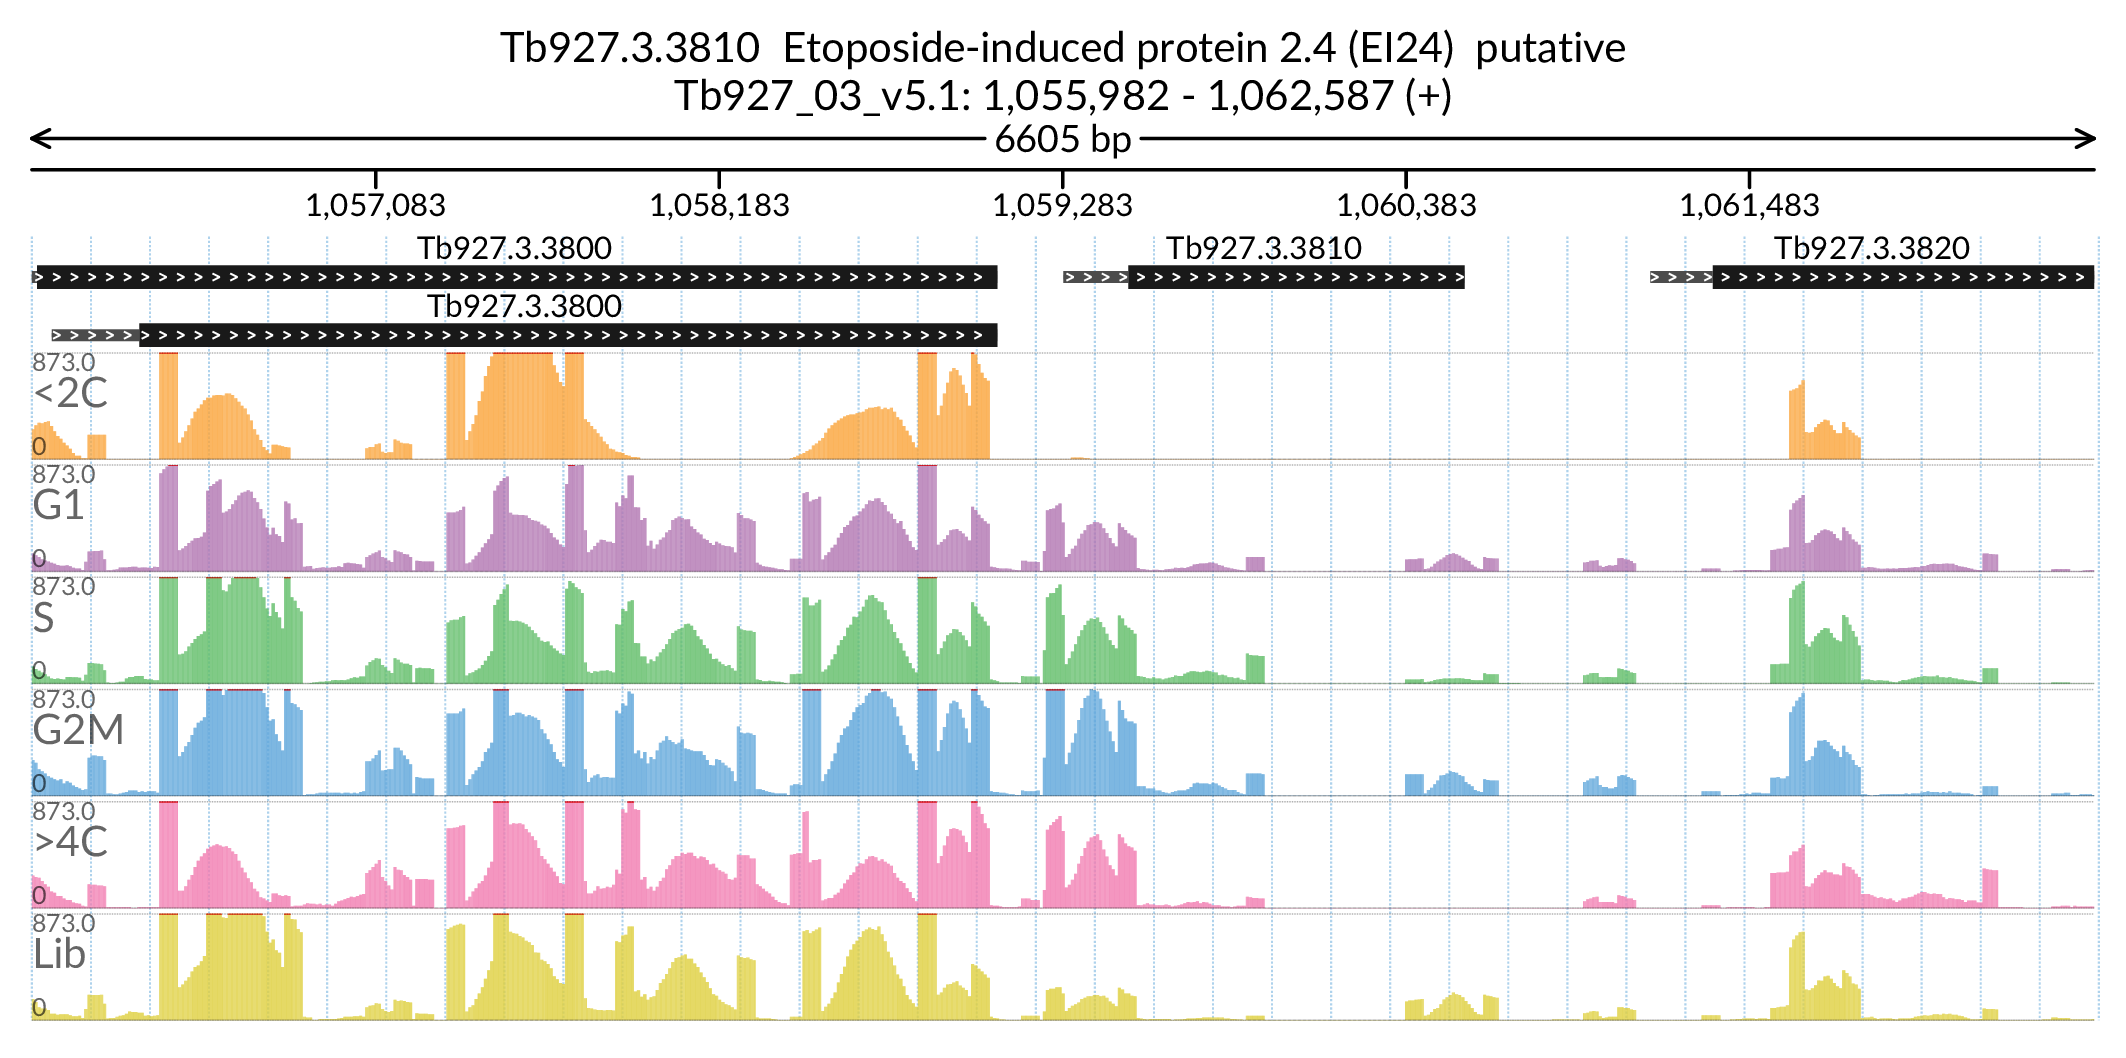 Tb927.3.3810  Etoposide-induced protein 2.4 (EI24)  putative
Tb927_03_v5.1: 1,055,982 - 1,062,587 (+)
6605 bp
1,057,083 1,058,183 1,059,283 1,060,383 1,061,483
Tb927.3.3800 Tb927.3.3810 Tb927.3.3820
Tb927.3.3800
873.0
<2C
0
873.0
G1
0
873.0
S
0
873.0
G2M
0
873.0
>4C
0
873.0
Lib
0